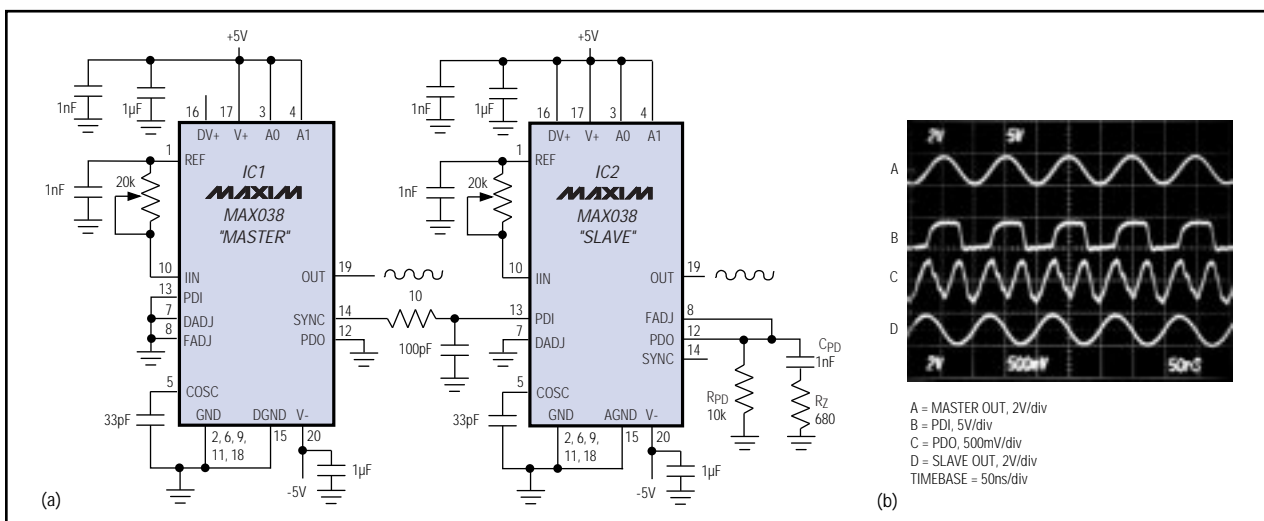 +5V
1nF
1µF
16
17
3
4
DV+
V+
A0
A1
1
REF
1nF
20k
IC1
MAXIM
MAX038
"MASTER"
10
IIN
13
PDI
7
DADJ
8
FADJ
OUT
19
SYNC
14
PDO
12
5
COSC
33pF
GND
DGND
V-
2, 6, 9,
11, 18
15
20
1µF
-5V
(a)
10
100pF
+5V
1nF
1µF
16
17
3
4
DV+
V+
A0
A1
1
REF
1nF
20k
IC2
MAXIM
MAX038
"SLAVE"
10
IIN
13
PDI
7
DADJ
OUT
19
FADJ
8
PDO
12
SYNC
14
5
COSC
33pF
GND
AGND
V-
2, 6, 9,
11, 18
15
20
1µF
-5V
RPD
10k
CPD
1nF
RZ
680
2V
5V
A
B
C
D
2V
500mV
50nS
A = MASTER OUT, 2V/div
B = PDI, 5V/div
C = PDO, 500mV/div
D = SLAVE OUT, 2V/div
TIMEBASE = 50ns/div
(b)